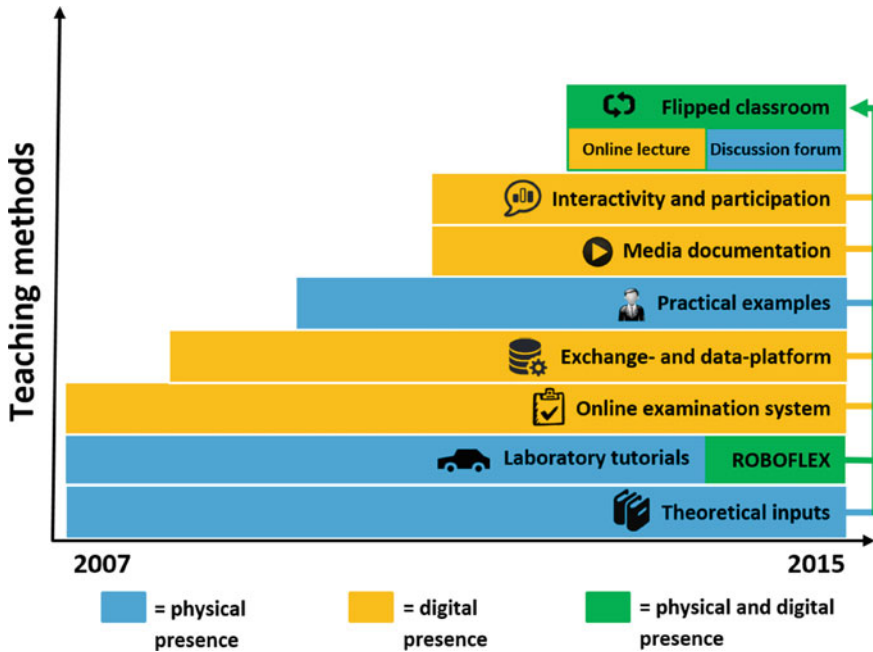 Teaching methods
Flipped classroom
Online lecture
Discussion forum
Interactivity and participation
Media documentation
Practical examples
Exchange- and data-platform
Online examination system
Laboratory tutorials
ROBOFLEX
Theoretical inputs
2007
2015
= physical
presence
= digital
presence
= physical and digital
presence